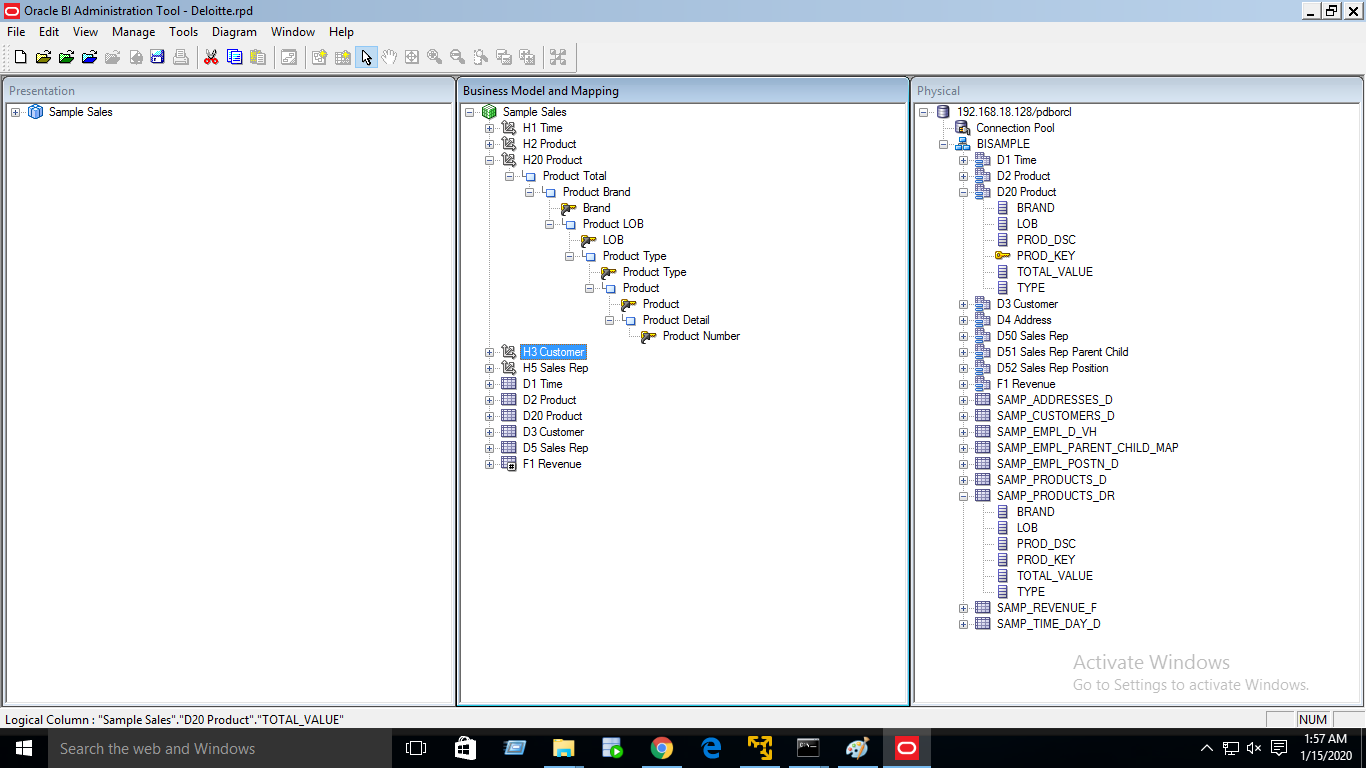 Oracle BI Administration Tool - Deloitte.rpd
File Edit View Manage Tools Diagram Window Help
Presentation
Sample Sales
Business Model and Mapping
Sample Sales
H1 Time
H2 Product
H20 Product
Product Total
Product Brand
Brand
Product LOB
LOB
Product Type
Product Type
Product
Product
Product Detail
Product Number
H3 Customer
H5 Sales Rep
D1 Time
D2 Product
D20 Product
D3 Customer
D5 Sales Rep
F1 Revenue
Physical
192.168.18.128/pdborcl
Connection Pool
BISAMPLE
D1 Time
D2 Product
D20 Product
BRAND
LOB
PROD_DSC
PROD_KEY
TOTAL_VALUE
TYPE
D3 Customer
D4 Address
D50 Sales Rep
D51 Sales Rep Parent Child
D52 Sales Rep Position
F1 Revenue
SAMP_ADDRESSES_D
SAMP_CUSTOMERS_D
SAMP_EMPL_D_VH
SAMP_EMPL_PARENT_CHILD_MAP
SAMP_EMPL_POSTN_D
SAMP_PRODUCTS_D
SAMP_PRODUCTS_DR
BRAND
LOB
PROD_DSC
PROD_KEY
TOTAL_VALUE
TYPE
SAMP_REVENUE_F
SAMP_TIME_DAY_D
Activate Windows
Go to Settings to activate Windows.
Logical Column : "Sample Sales"."D20 Product"."TOTAL_VALUE"
NUM
Search the web and Windows
1:57 AM
1/15/2020